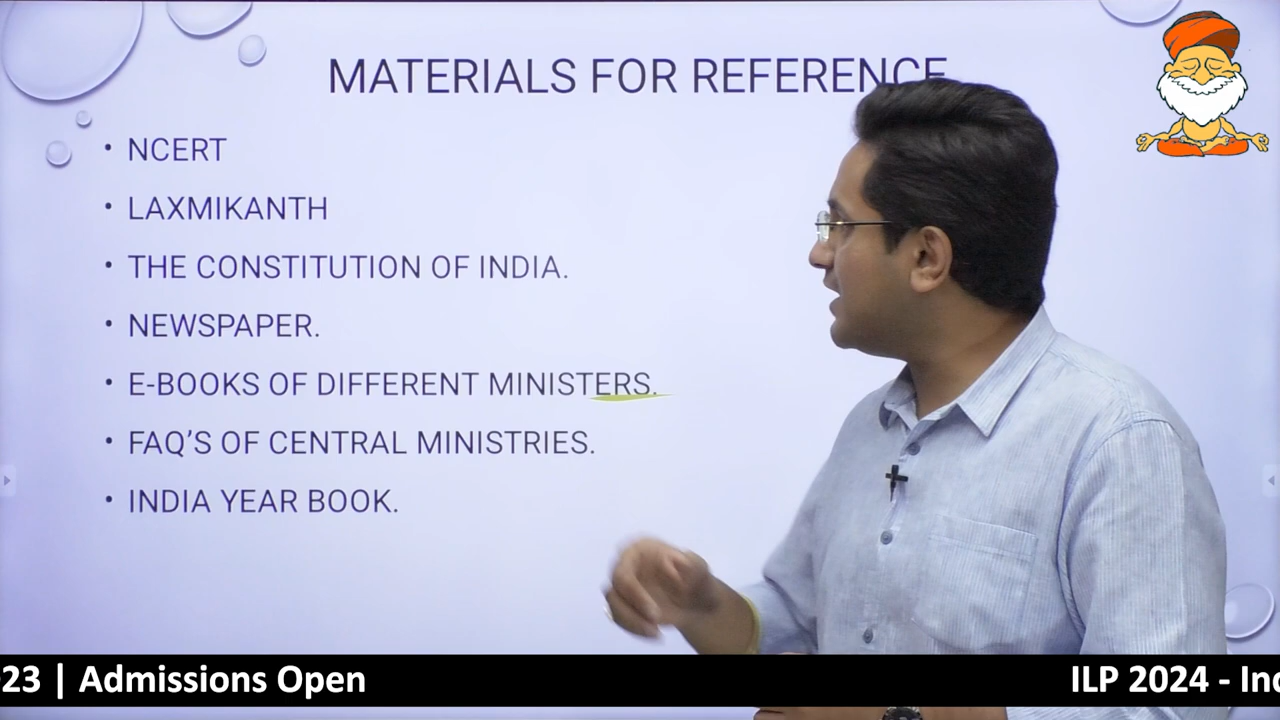 MATERIALS FOR REFERENCE
• NCERT
• LAXMIKANTH
• THE CONSTITUTION OF INDIA.
• NEWSPAPER.
• E-BOOKS OF DIFFERENT MINISTERS.
• FAQ'S OF CENTRAL MINISTRIES.
• INDIA YEAR BOOK.
23 | Admissions Open
ILP 2024 -